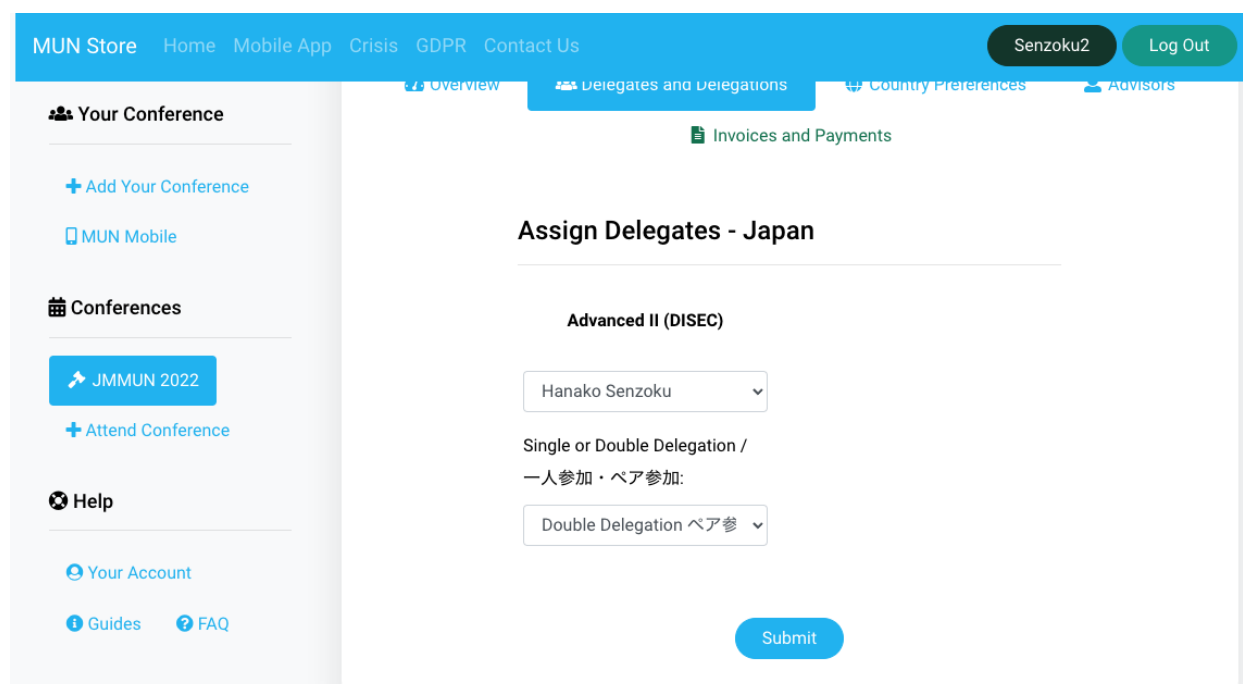 MUN Store Home Mobile App Crisis GDPR Contact Us Senzoku2 Log Out
Overview Delegates and Delegations Country Preferences Advisors
Invoices and Payments
Your Conference
Add Your Conference
MUN Mobile
Conferences
JMMUN 2022
Attend Conference
Help
Your Account
Guides FAQ
Assign Delegates - Japan
Advanced II (DISEC)
Hanako Senzoku
Single or Double Delegation /
一人参加・ペア参加:
Double Delegation ペア参
Submit